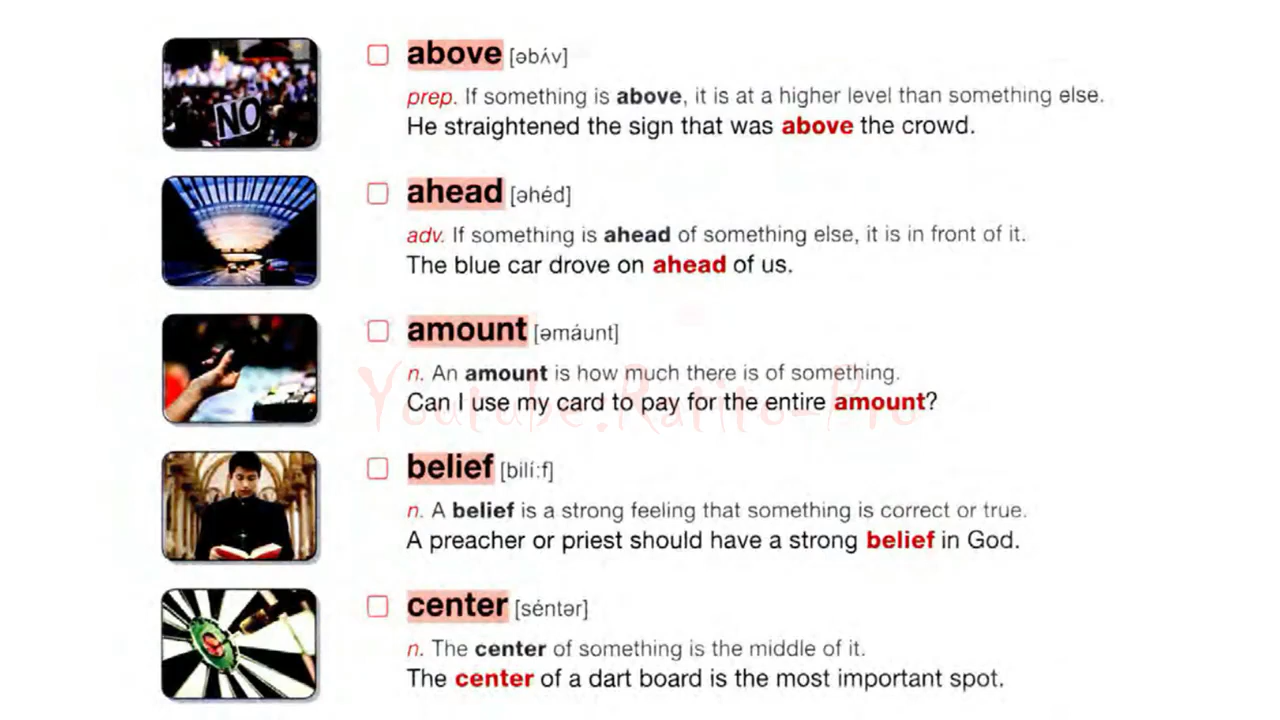 above [əbʌ́v]
prep. If something is above, it is at a higher level than something else.
He straightened the sign that was above the crowd.
NO
ahead [əhéd]
adv. If something is ahead of something else, it is in front of it.
The blue car drove on ahead of us.
amount [əmáunt]
n. An amount is how much there is of something.
Can I use my card to pay for the entire amount?
Youtube:Ratito-Pro
belief [bilí:f]
n. A belief is a strong feeling that something is correct or true.
A preacher or priest should have a strong belief in God.
center [séntər]
n. The center of something is the middle of it.
The center of a dart board is the most important spot.